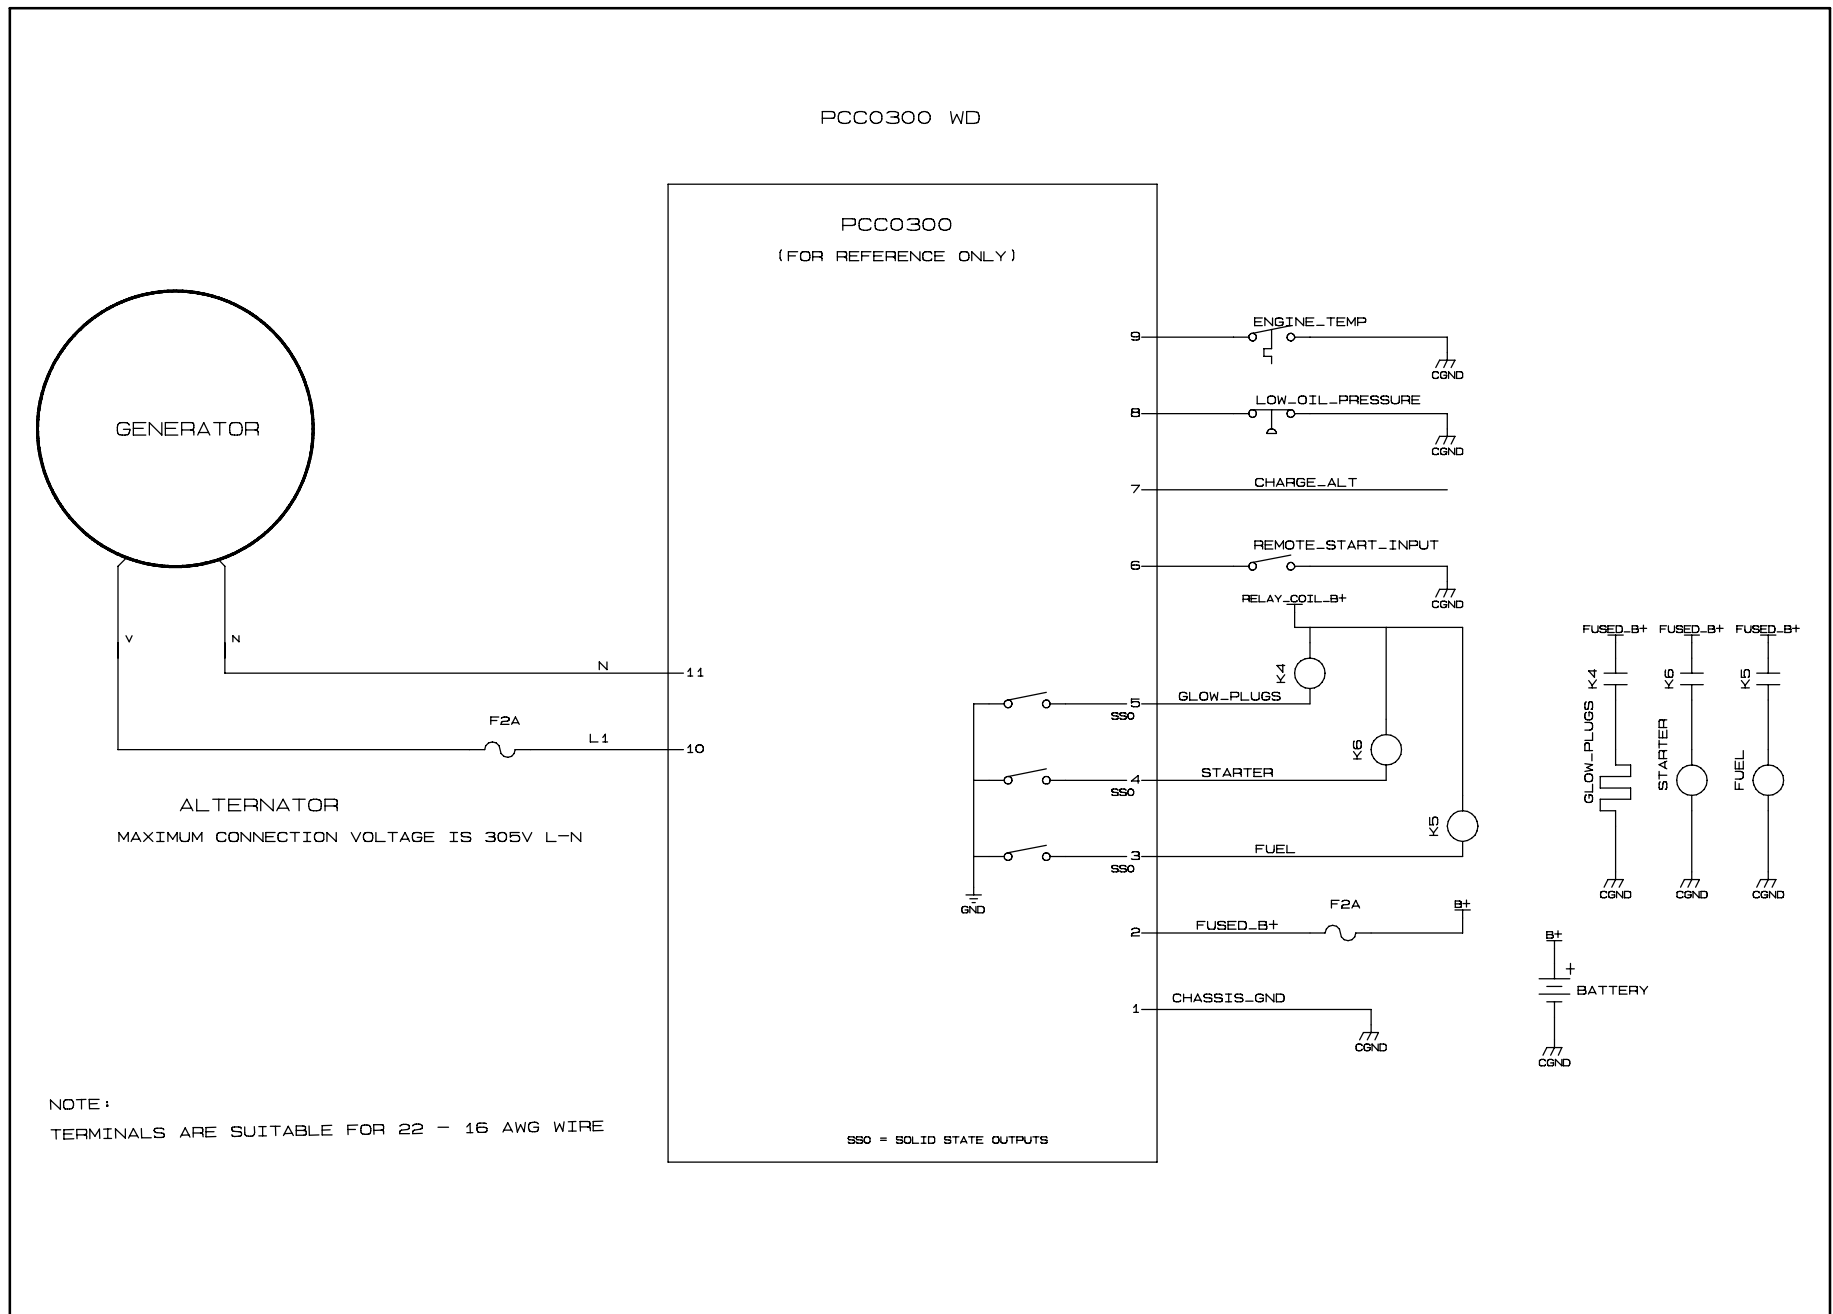 PCC0300 WD
PCC0300
(FOR REFERENCE ONLY)
GENERATOR
V
N
N
11
F2A
L1
10
ALTERNATOR
MAXIMUM CONNECTION VOLTAGE IS 305V L-N
9
ENGINE_TEMP
CGND
8
LOW_OIL_PRESSURE
CGND
7
CHARGE_ALT
6
REMOTE_START_INPUT
CGND
RELAY_COIL_B+
K4
5
SSO
GLOW_PLUGS
K6
4
SSO
STARTER
K5
3
SSO
FUEL
GND
2
FUSED_B+
F2A
B+
1
CHASSIS_GND
CGND
FUSED_B+ FUSED_B+ FUSED_B+
K4
K6
K5
GLOW_PLUGS
STARTER
FUEL
CGND CGND CGND
B+
+
BATTERY
CGND
NOTE:
TERMINALS ARE SUITABLE FOR 22 - 16 AWG WIRE
SSO = SOLID STATE OUTPUTS